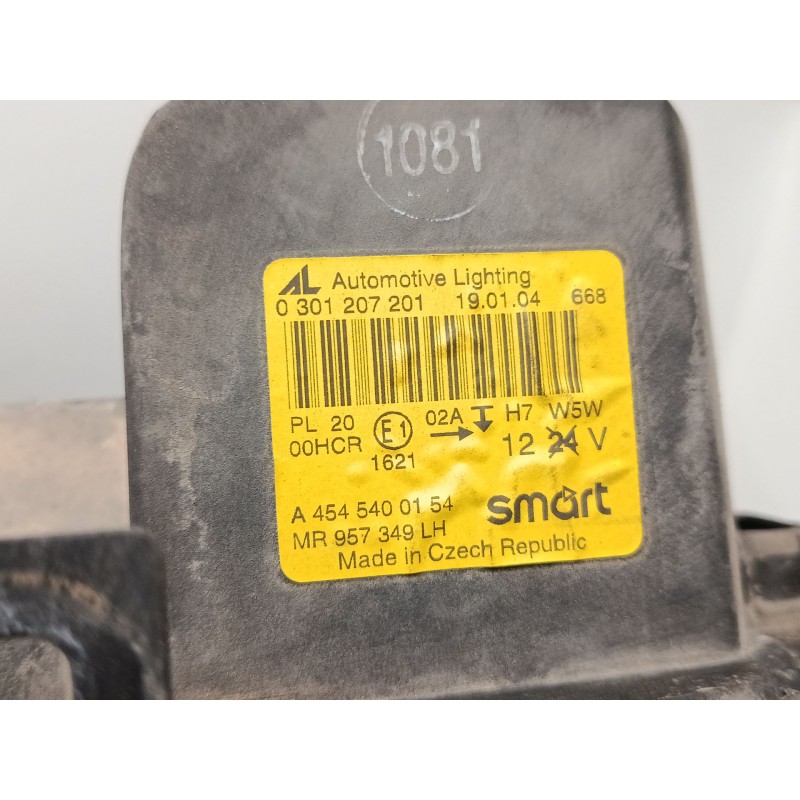 1081
AL Automotive Lighting
0 301 207 201 19.01.04 668
PL 20 E1 02A H7 W5W
00HCR 12 24 V
1621
A 454 540 01 54 smart
MR 957 349 LH
Made in Czech Republic